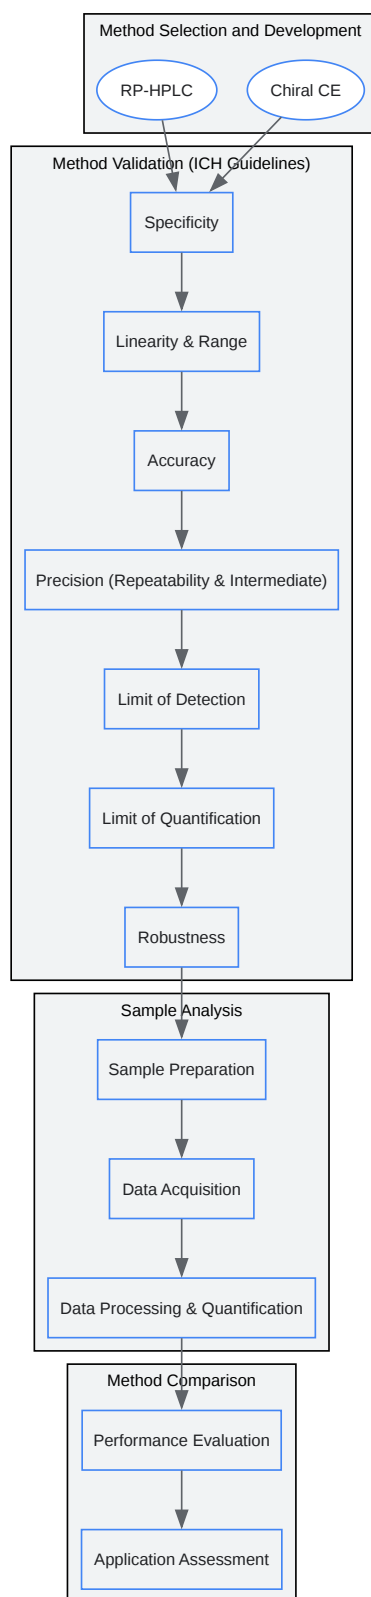 Method Selection and Development
RP-HPLC
Chiral CE
Method Validation (ICH Guidelines)
Specificity
Linearity & Range
Accuracy
Precision (Repeatability & Intermediate)
Limit of Detection
Limit of Quantification
Robustness
Sample Analysis
Sample Preparation
Data Acquisition
Data Processing & Quantification
Method Comparison
Performance Evaluation
Application Assessment